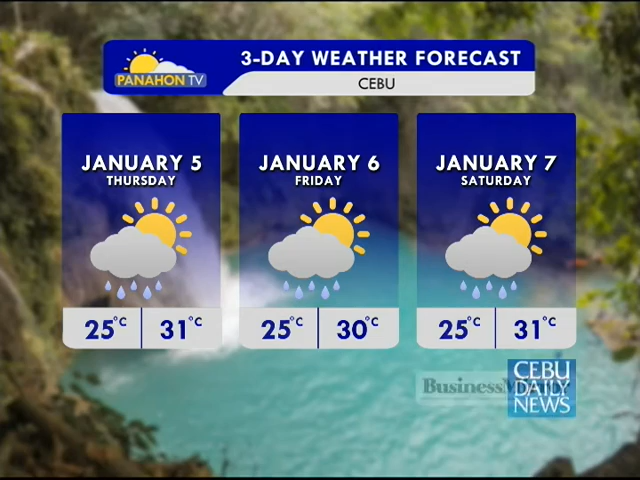 PANAHON TV
3-DAY WEATHER FORECAST
CEBU
JANUARY 5
THURSDAY
25°C
31°C
JANUARY 6
FRIDAY
25°C
30°C
JANUARY 7
SATURDAY
25°C
31°C
CEBU
DAILY
NEWS